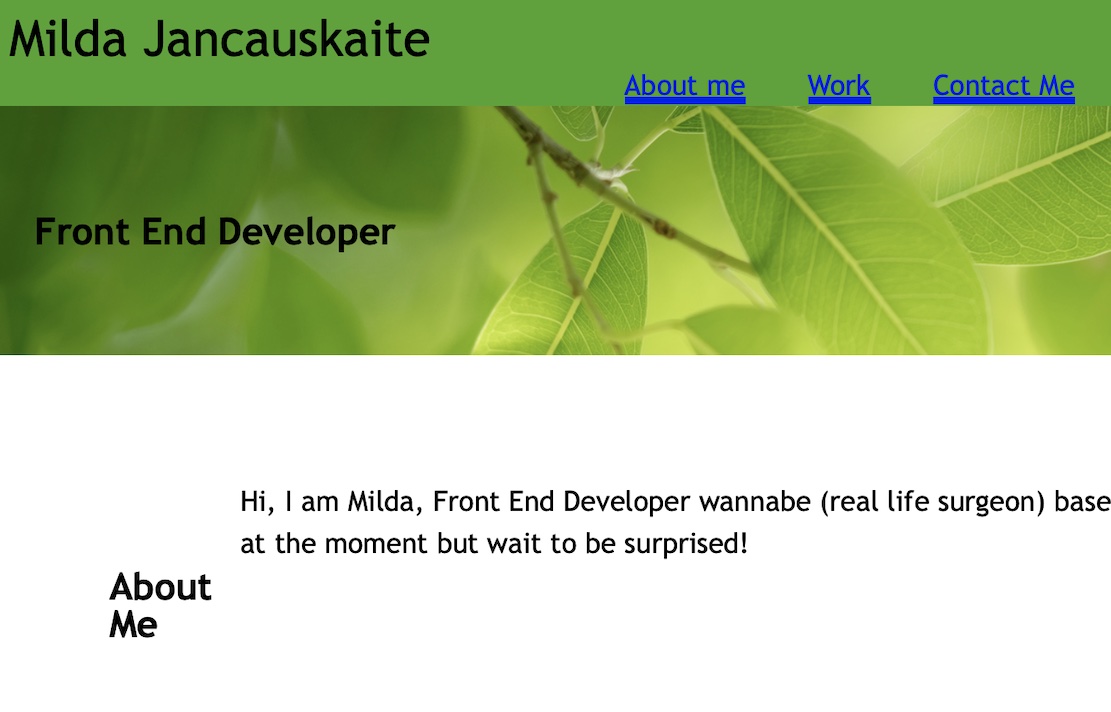 Milda Jancauskaite
About me Work Contact Me
Front End Developer
Hi, I am Milda, Front End Developer wannabe (real life surgeon) base
at the moment but wait to be surprised!
About
Me